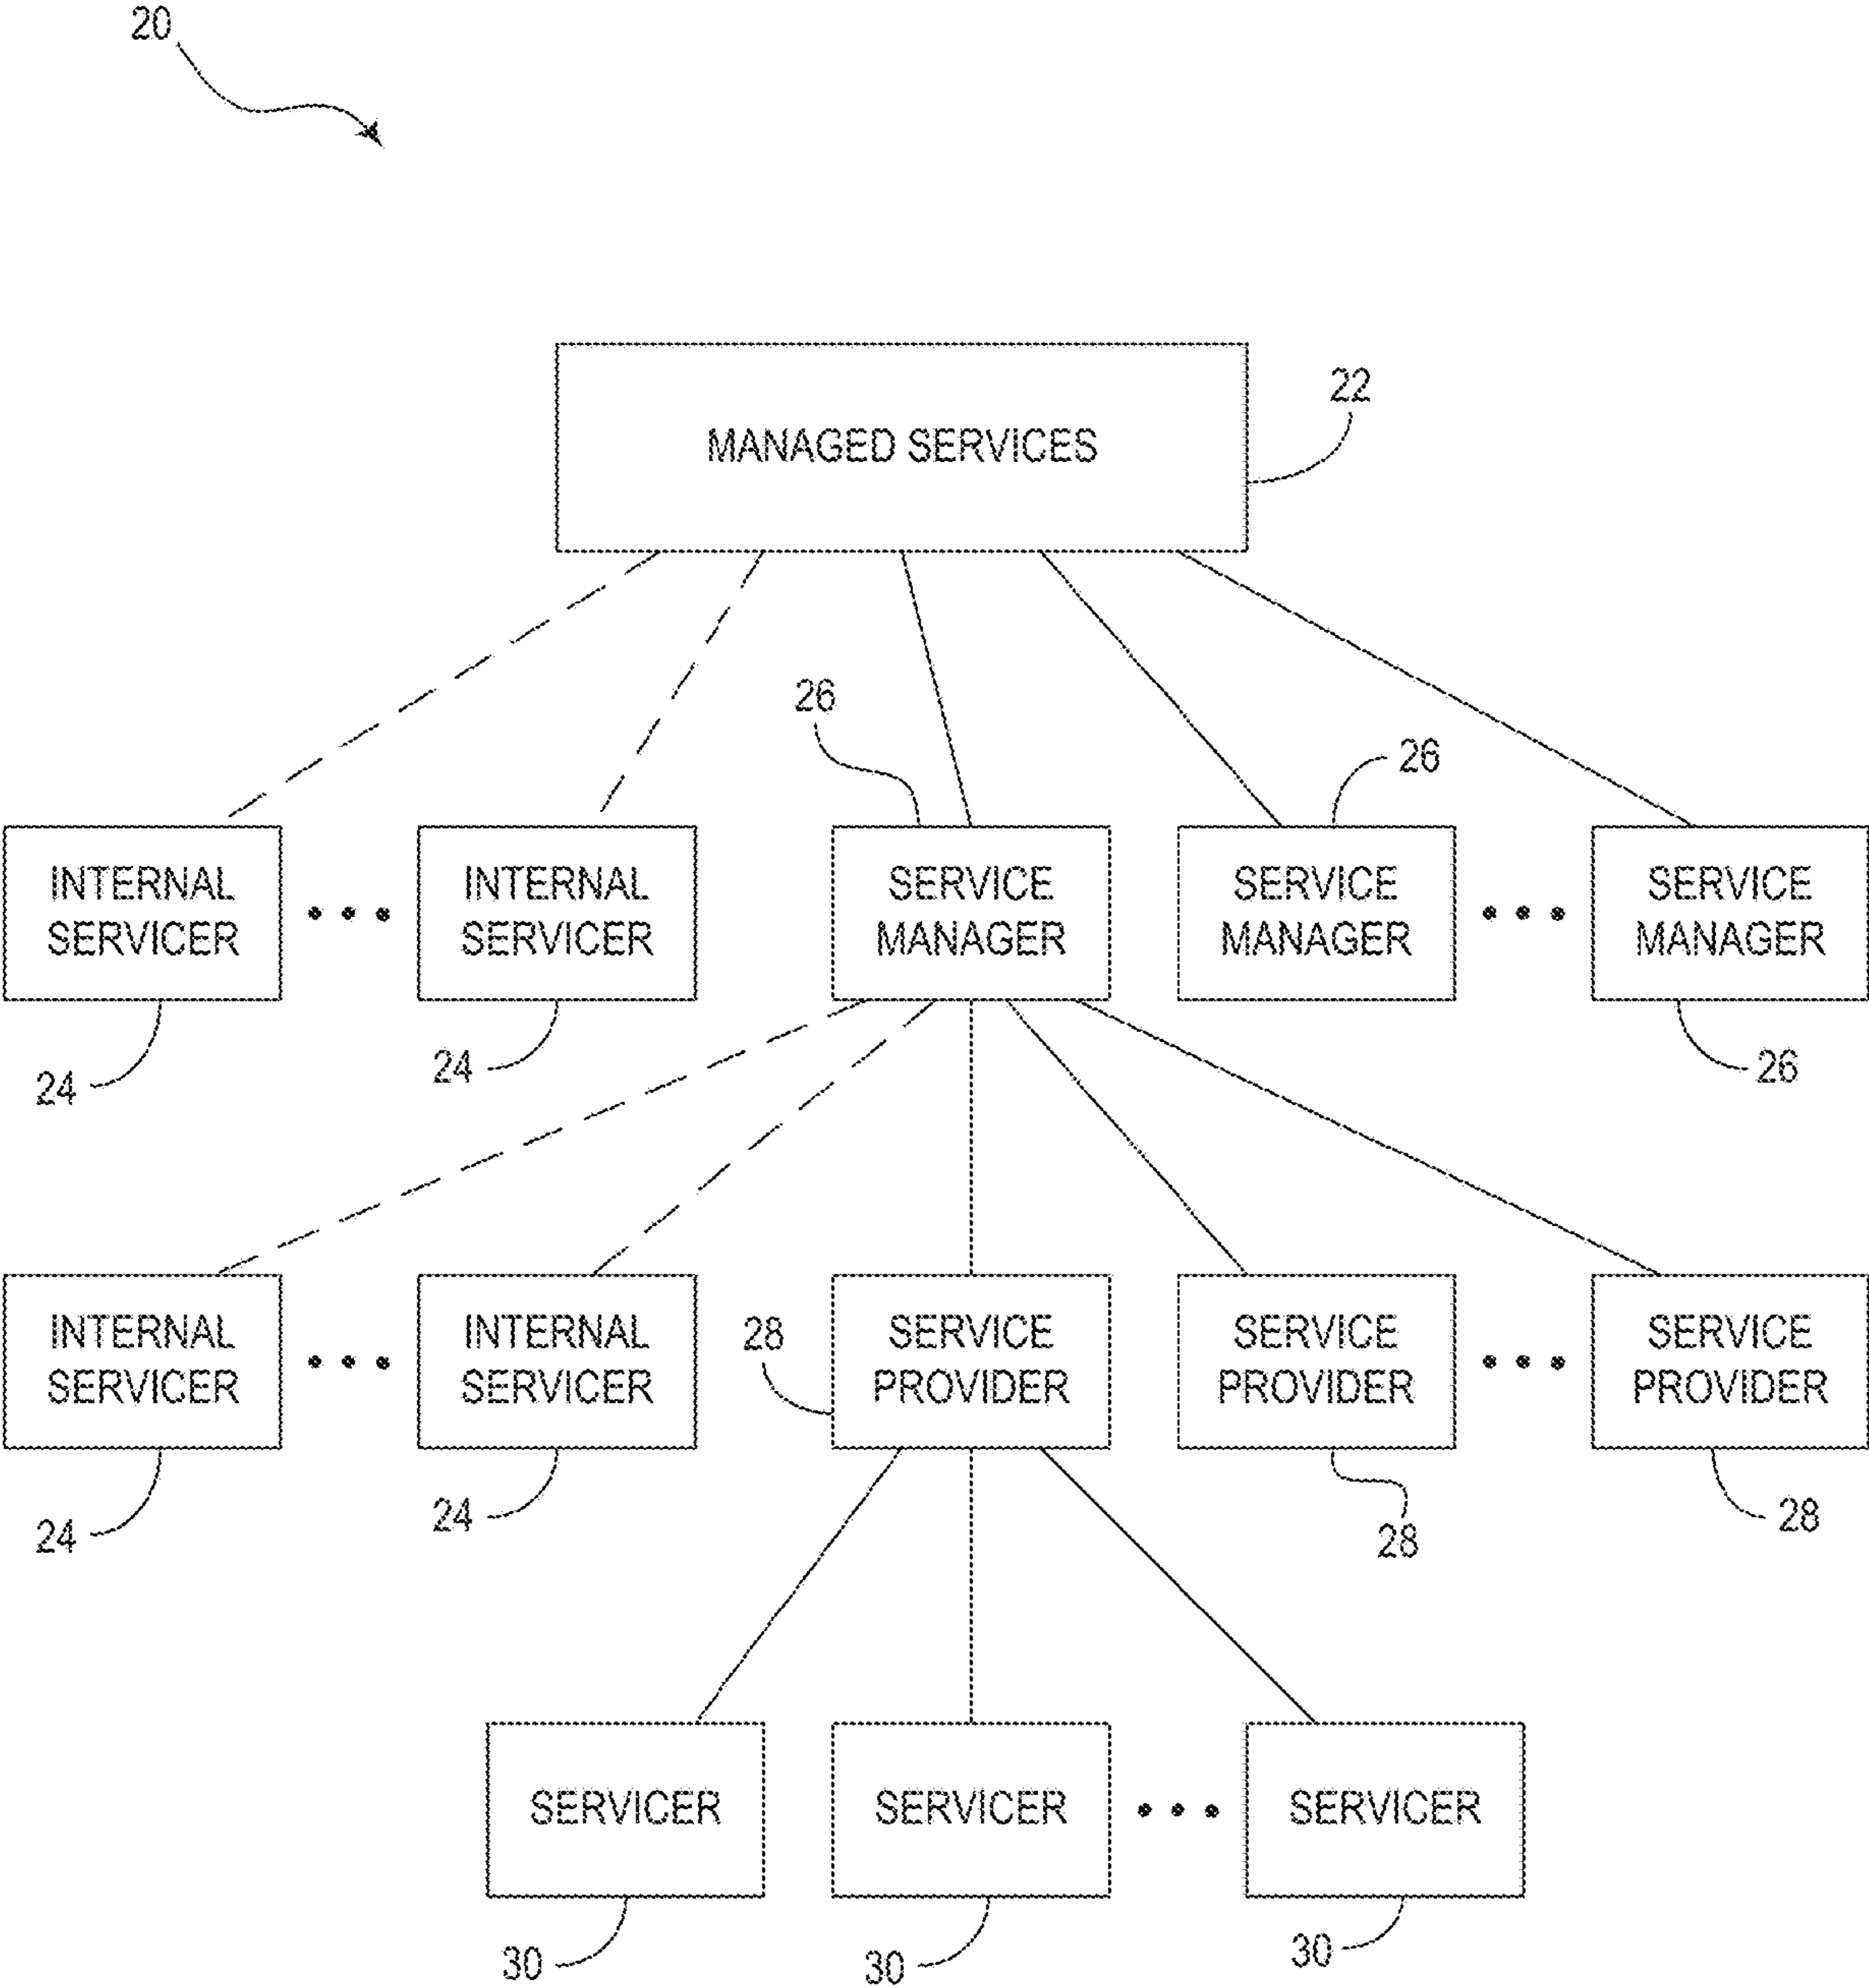 20
MANAGED SERVICES
22
26
26
INTERNAL
SERVICER
INTERNAL
SERVICER
SERVICE
MANAGER
SERVICE
MANAGER
SERVICE
MANAGER
24
24
26
INTERNAL
SERVICER
INTERNAL
SERVICER
28
SERVICE
PROVIDER
SERVICE
PROVIDER
SERVICE
PROVIDER
24
24
28
28
SERVICER
SERVICER
SERVICER
30
30
30